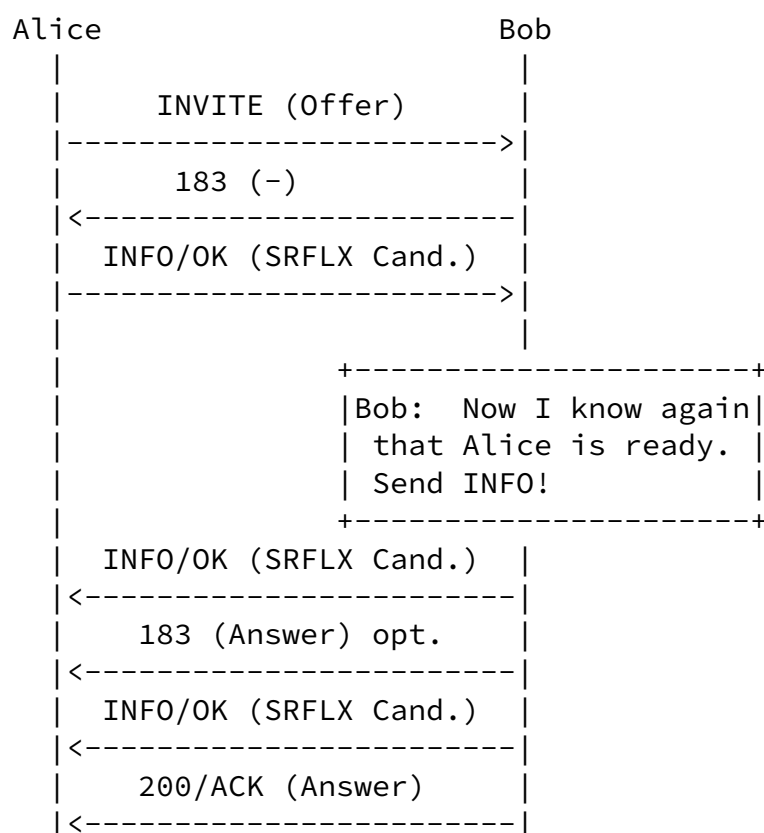 Alice Bob
INVITE (Offer)
183 (-)
INFO/OK (SRFLX Cand.)
Bob: Now I know again
that Alice is ready.
Send INFO!
INFO/OK (SRFLX Cand.)
183 (Answer) opt.
INFO/OK (SRFLX Cand.)
200/ACK (Answer)